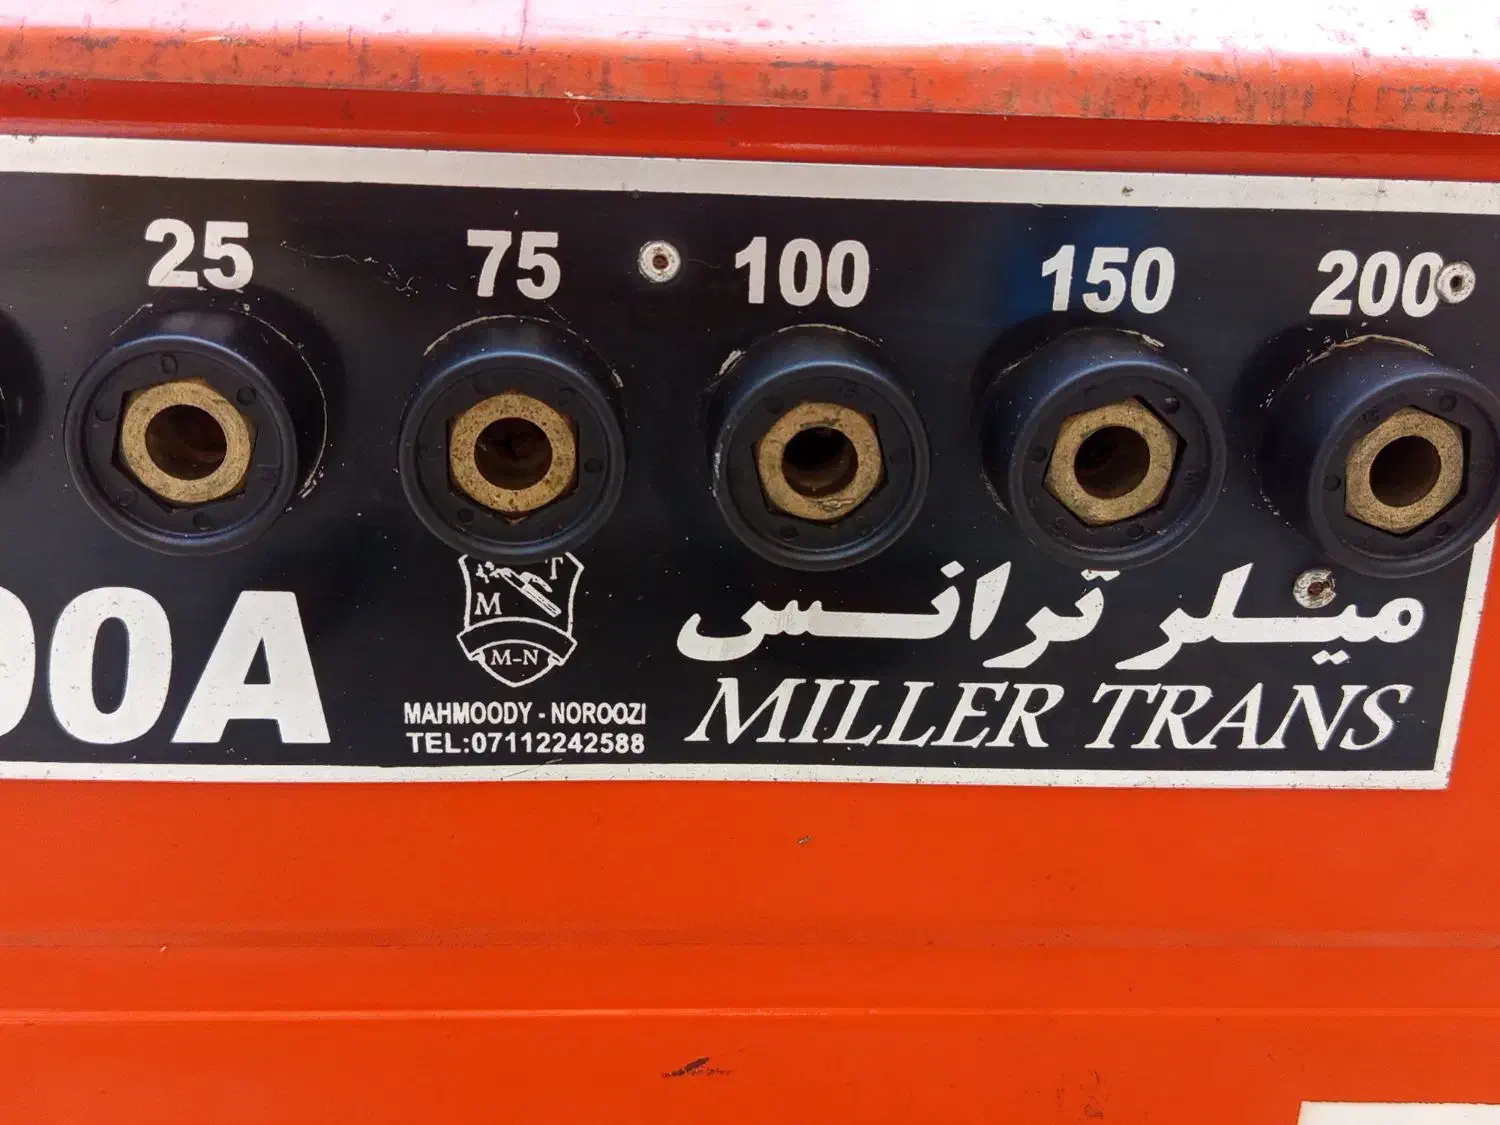 25 75 100 150 200
00A
M T
M-N
MAHMOODY - NOROOZI
TEL:07112242588
میلر ترانس
MILLER TRANS